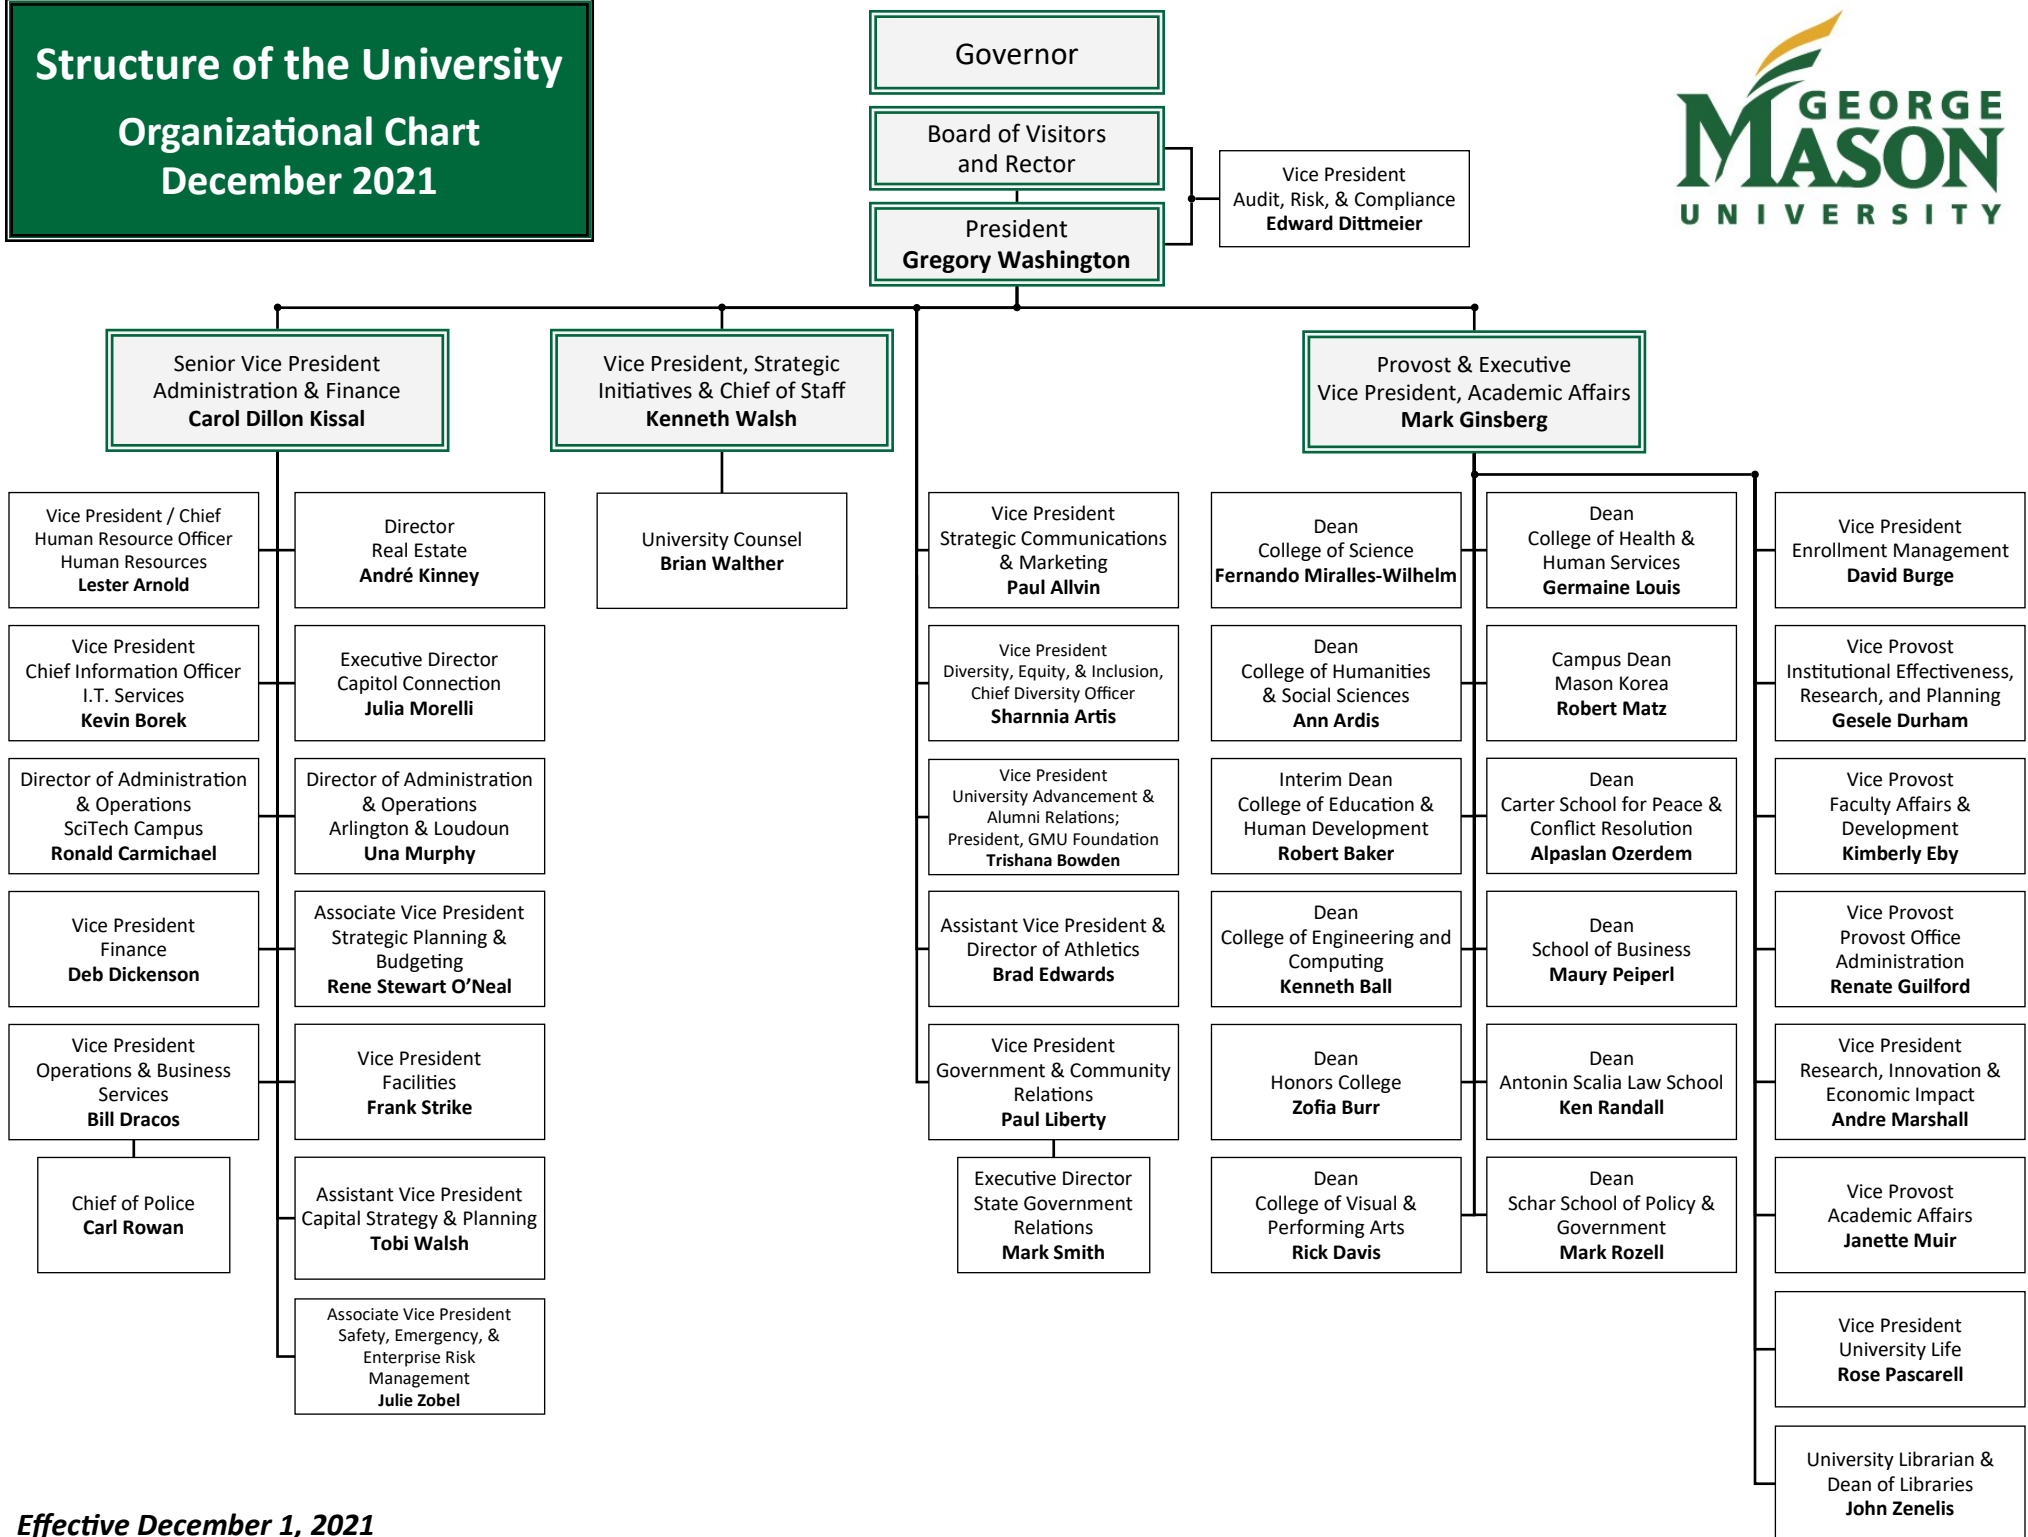 Structure of the University
Organizational Chart
December 2021
Governor
Board of Visitors
and Rector
President
Gregory Washington
Vice President
Audit, Risk, & Compliance
Edward Dittmeier
GEORGE
MASON
UNIVERSITY
Senior Vice President
Administration & Finance
Carol Dillon Kissal
Vice President, Strategic
Initiatives & Chief of Staff
Kenneth Walsh
Provost & Executive
Vice President, Academic Affairs
Mark Ginsberg
Vice President / Chief
Human Resource Officer
Human Resources
Lester Arnold
Director
Real Estate
André Kinney
Vice President
Chief Information Officer
I.T. Services
Kevin Borek
Executive Director
Capitol Connection
Julia Morelli
Director of Administration
& Operations
SciTech Campus
Ronald Carmichael
Director of Administration
& Operations
Arlington & Loudoun
Una Murphy
Vice President
Finance
Deb Dickenson
Associate Vice President
Strategic Planning &
Budgeting
Rene Stewart O’Neal
Vice President
Operations & Business
Services
Bill Dracos
Vice President
Facilities
Frank Strike
Chief of Police
Carl Rowan
Assistant Vice President
Capital Strategy & Planning
Tobi Walsh
Associate Vice President
Safety, Emergency, &
Enterprise Risk
Management
Julie Zobel
University Counsel
Brian Walther
Vice President
Strategic Communications
& Marketing
Paul Allvin
Vice President
Diversity, Equity, & Inclusion,
Chief Diversity Officer
Sharnnia Artis
Vice President
University Advancement &
Alumni Relations;
President, GMU Foundation
Trishana Bowden
Assistant Vice President &
Director of Athletics
Brad Edwards
Vice President
Government & Community
Relations
Paul Liberty
Executive Director
State Government
Relations
Mark Smith
Dean
College of Science
Fernando Miralles-Wilhelm
Dean
College of Health &
Human Services
Germaine Louis
Dean
College of Humanities
& Social Sciences
Ann Ardis
Campus Dean
Mason Korea
Robert Matz
Interim Dean
College of Education &
Human Development
Robert Baker
Dean
Carter School for Peace &
Conflict Resolution
Alpaslan Ozerdem
Dean
College of Engineering and
Computing
Kenneth Ball
Dean
School of Business
Maury Peiperl
Dean
Honors College
Zofia Burr
Dean
Antonin Scalia Law School
Ken Randall
Dean
College of Visual &
Performing Arts
Rick Davis
Dean
Schar School of Policy &
Government
Mark Rozell
Vice President
Enrollment Management
David Burge
Vice Provost
Institutional Effectiveness,
Research, and Planning
Gesele Durham
Vice Provost
Faculty Affairs &
Development
Kimberly Eby
Vice Provost
Provost Office
Administration
Renate Guilford
Vice President
Research, Innovation &
Economic Impact
Andre Marshall
Vice Provost
Academic Affairs
Janette Muir
Vice President
University Life
Rose Pascarell
University Librarian &
Dean of Libraries
John Zenelis
Effective December 1, 2021